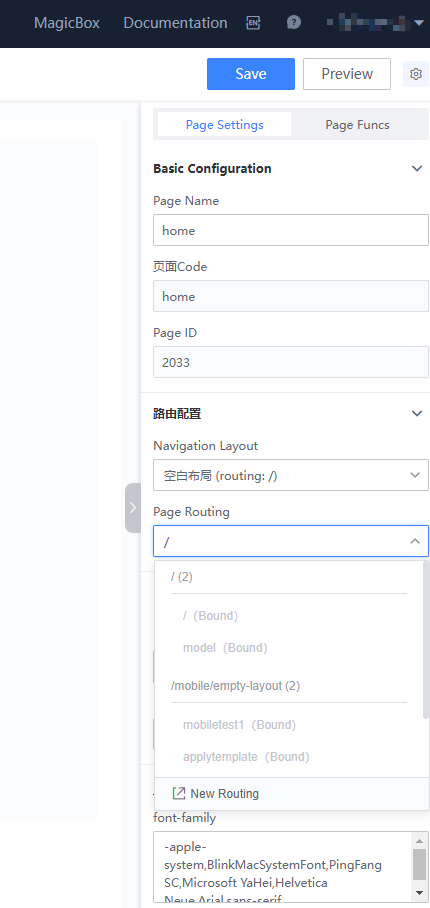 MagicBox Documentation EN ?
Save Preview
Page Settings Page Funcs
Basic Configuration
Page Name
home
页面Code
home
Page ID
2033
路由配置
Navigation Layout
空白布局 (routing: /)
Page Routing
/
/ (2)
/（Bound）
model（Bound）
/mobile/empty-layout (2)
mobiletest1（Bound）
applytemplate（Bound）
New Routing
font-family
-apple-
system,BlinkMacSystemFont,PingFang
SC,Microsoft YaHei,Helvetica
Neue,Arial,sans-serif